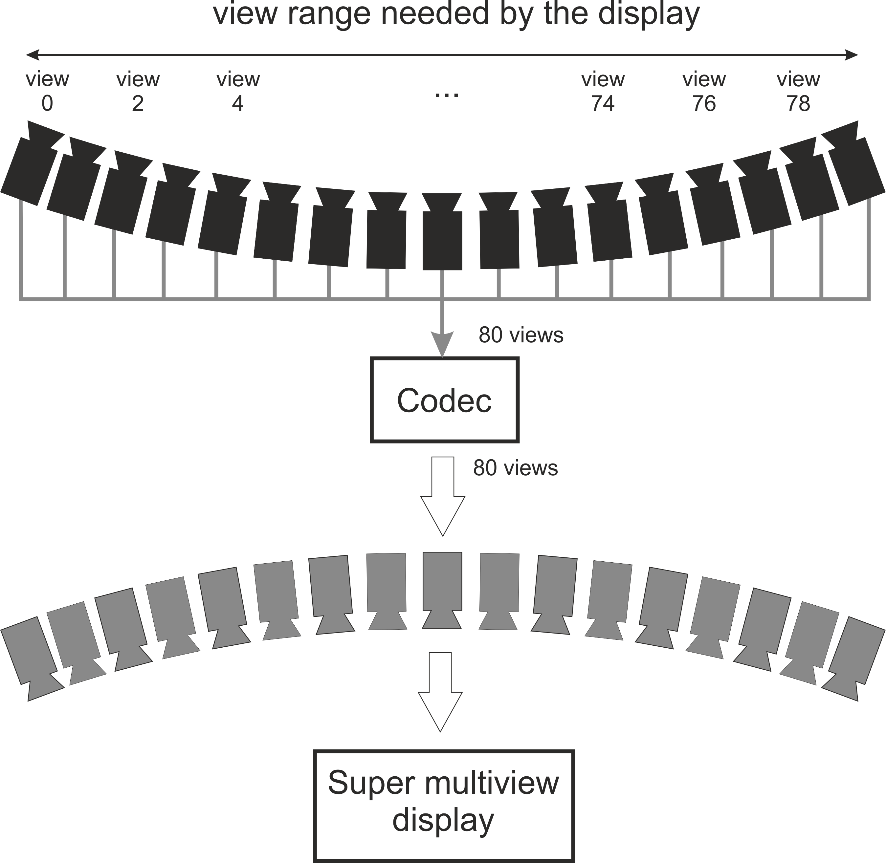 view range needed by the display
view view view view view view
0 2 4 ... 74 76 78
80 views
Codec
80 views
Super multiview
display